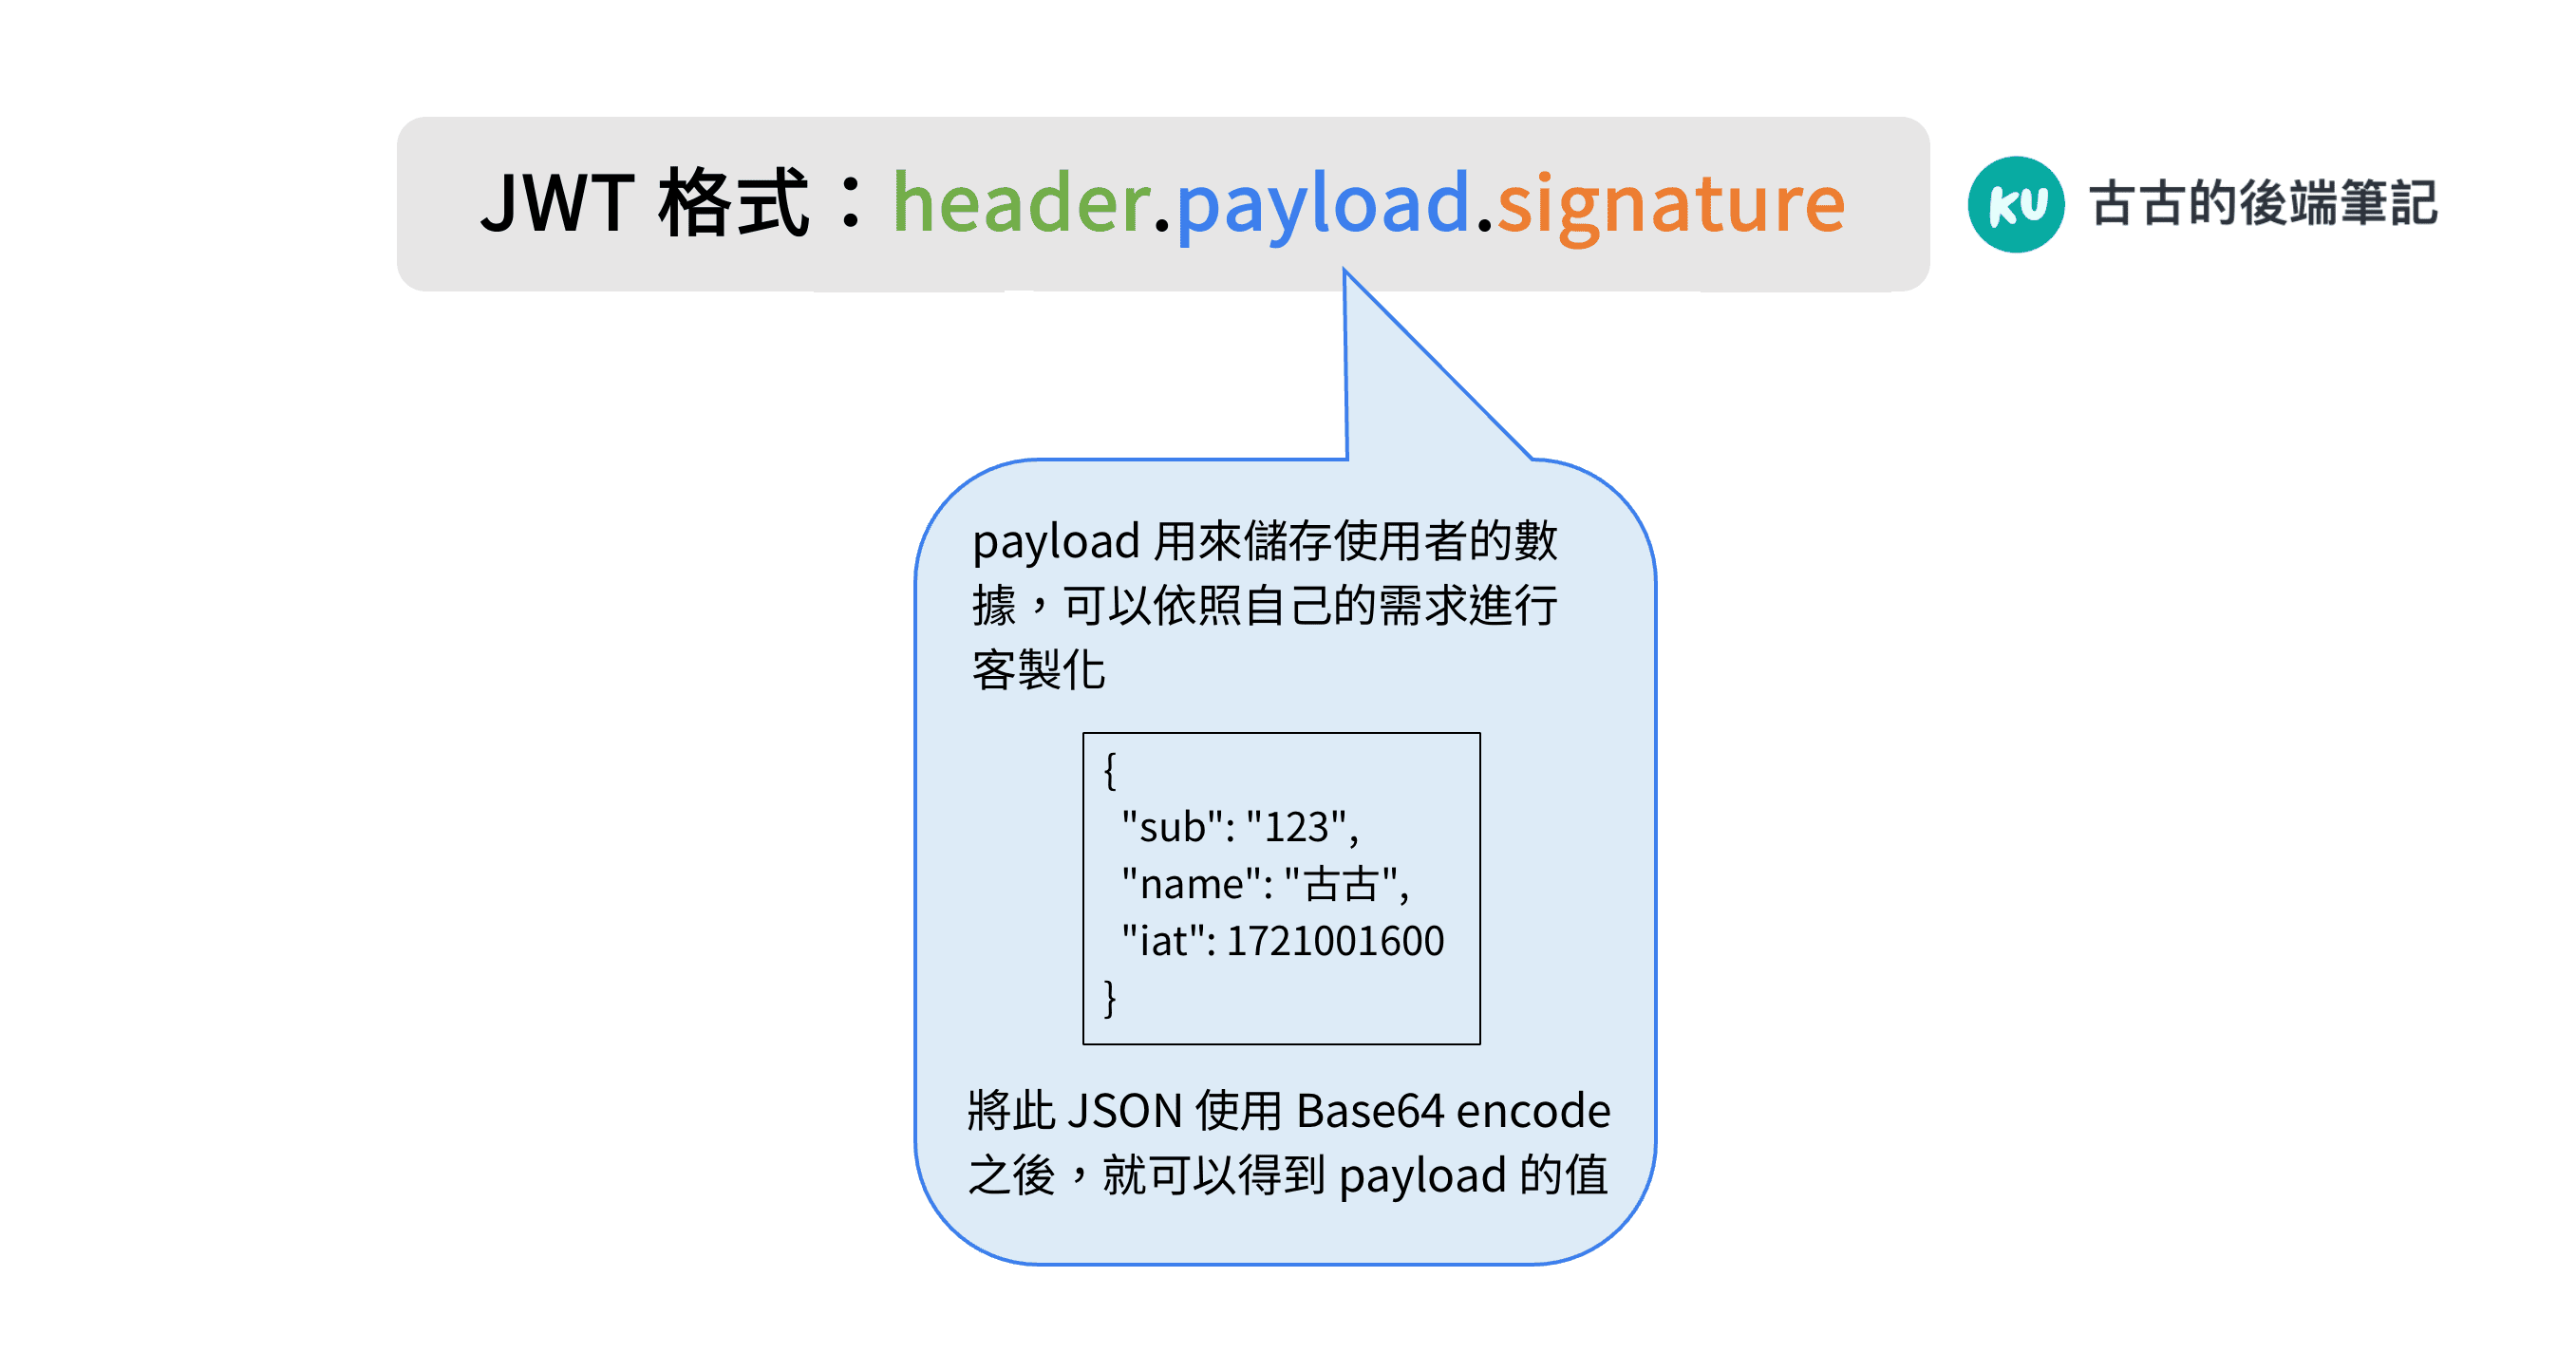 JWT 格式：header.payload.signature
KU 古古的後端筆記
payload 用來儲存使用者的數
據，可以依照自己的需求進行
客製化
{
"sub": "123",
"name": "古古",
"iat": 1721001600
}
將此 JSON 使用 Base64 encode
之後，就可以得到 payload 的值